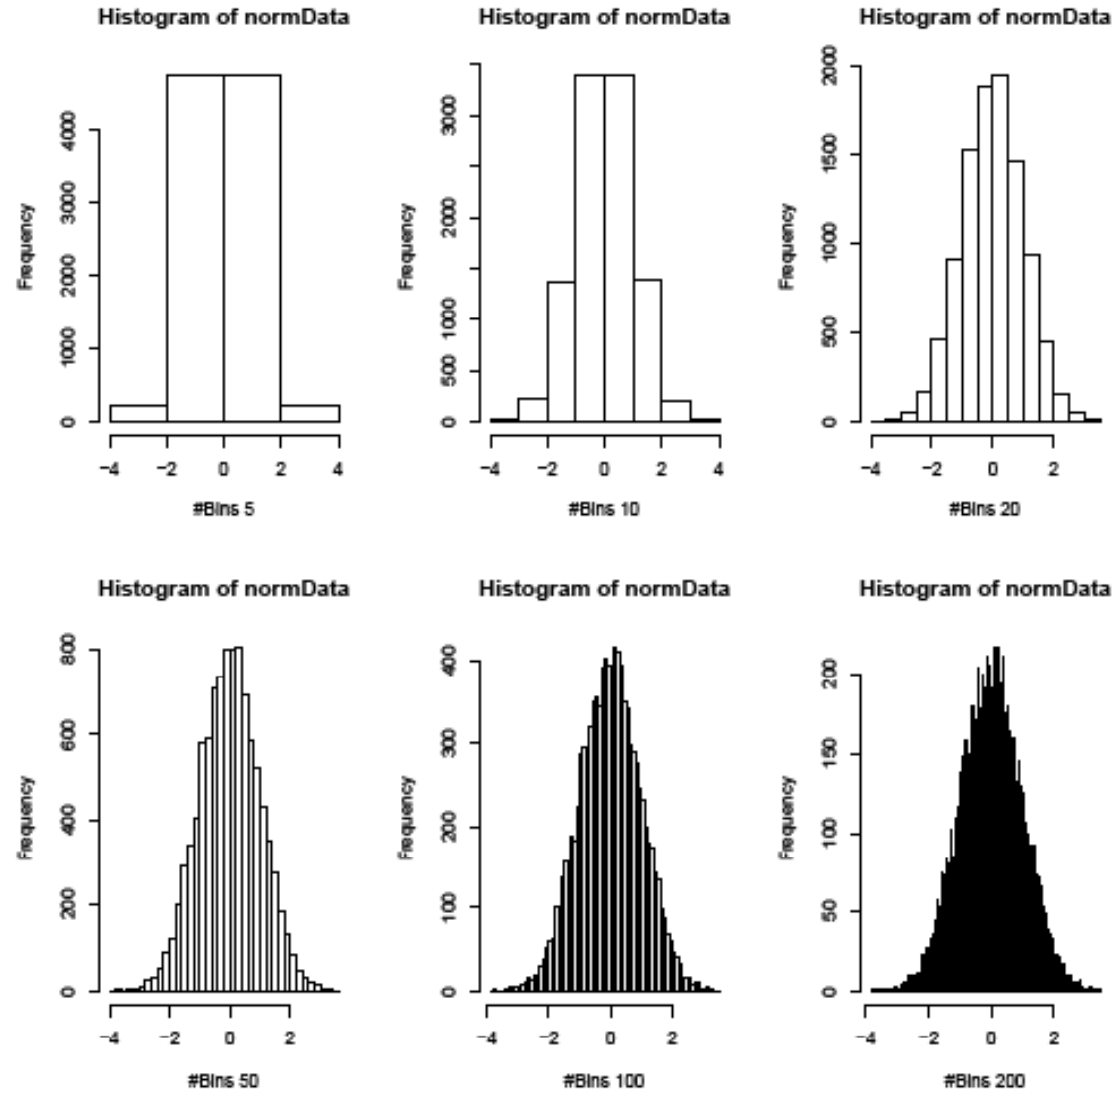 Histogram of normData
Frequency
0
1000
2000
3000
4000
−4 −2 0 2 4
#Bins 5
Histogram of normData
Frequency
0
500
1000
2000
3000
−4 −2 0 2 4
#Bins 10
Histogram of normData
Frequency
0
500
1000
1500
2000
−4 −2 0 2
#Bins 20
Histogram of normData
Frequency
0
200
400
600
800
−4 −2 0 2
#Bins 50
Histogram of normData
Frequency
0
100
200
300
400
−4 −2 0 2
#Bins 100
Histogram of normData
Frequency
0
50
100
150
200
−4 −2 0 2
#Bins 200